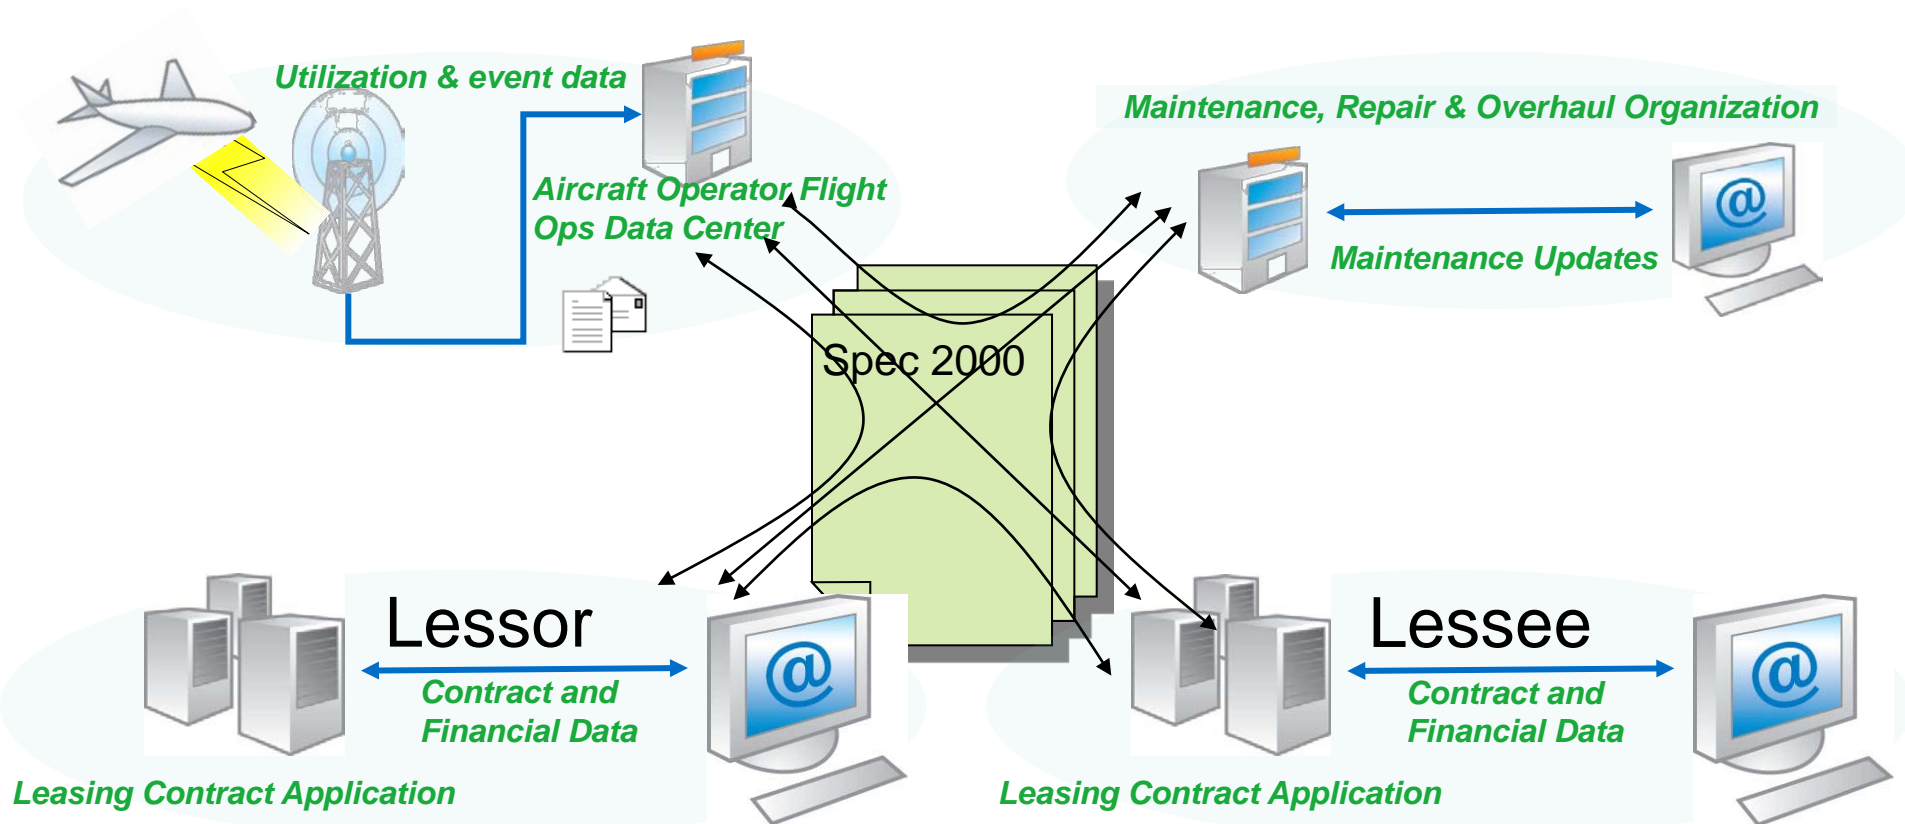 Utilization & event data
Maintenance, Repair & Overhaul Organization
Aircraft Operator Flight
Ops Data Center
@
Maintenance Updates
Spec 2000
Lessor
Lessee
@
@
Contract and
Financial Data
Contract and
Financial Data
Leasing Contract Application
Leasing Contract Application